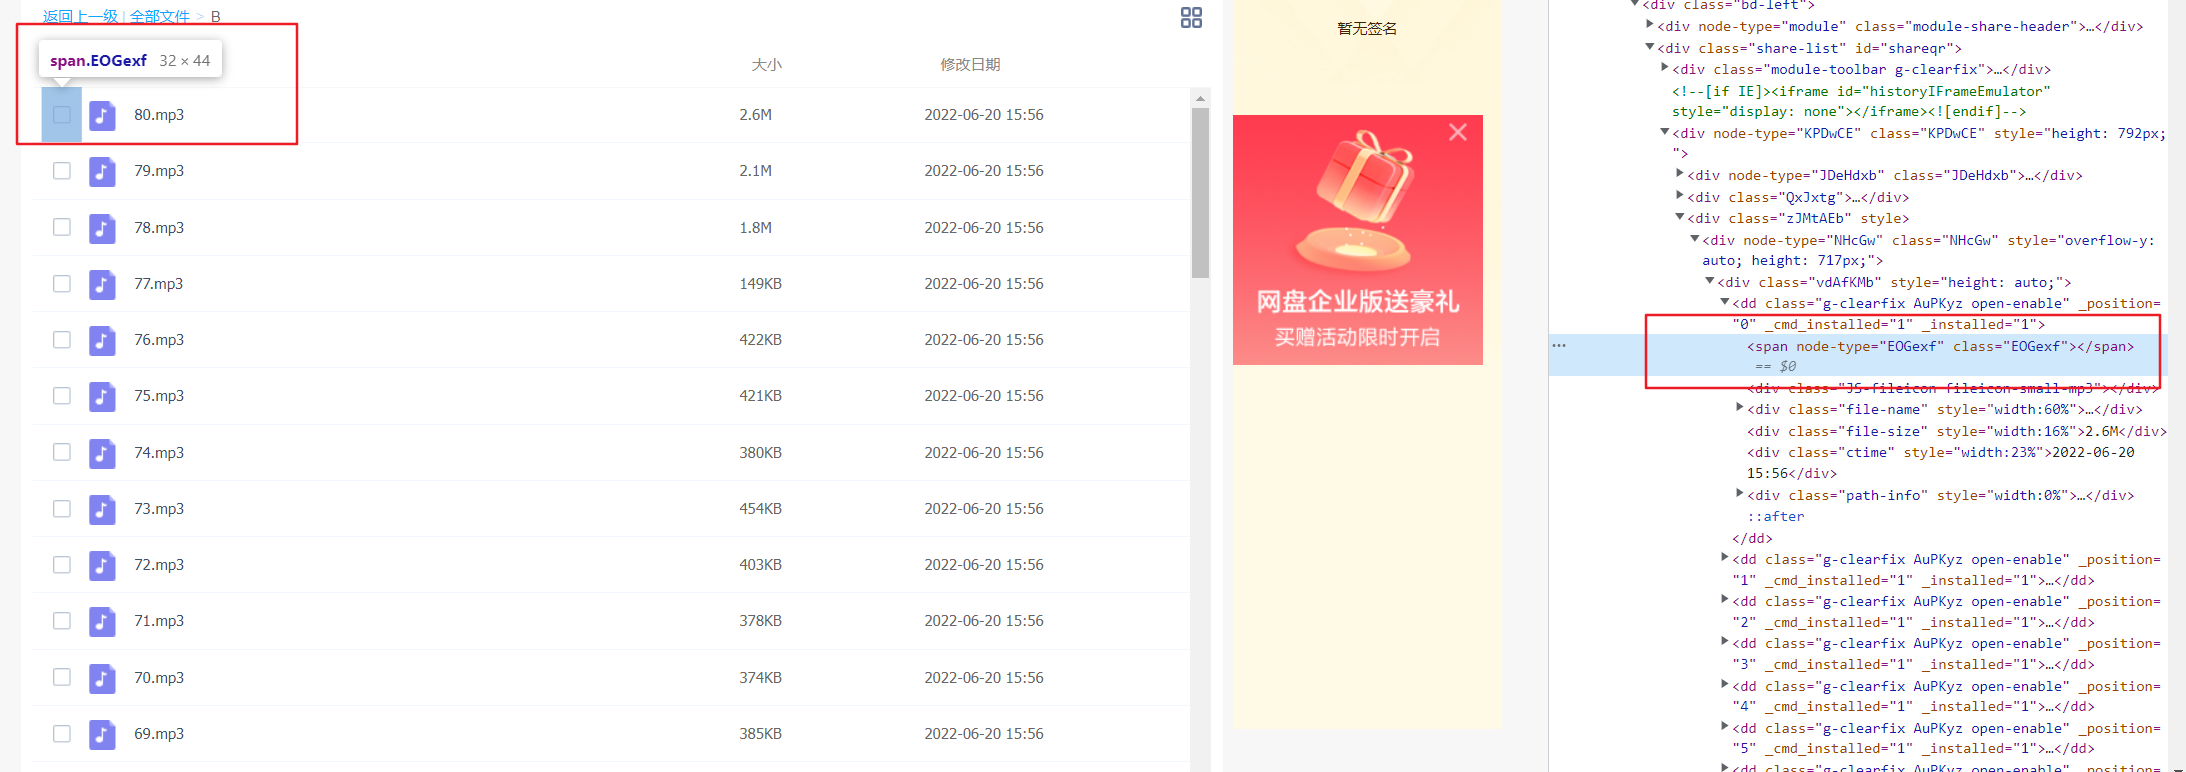 返回上一级 | 全部文件 > B
span.EOGexf 32 × 44
大小 修改日期
80.mp3 2.6M 2022-06-20 15:56
79.mp3 2.1M 2022-06-20 15:56
78.mp3 1.8M 2022-06-20 15:56
77.mp3 149KB 2022-06-20 15:56
76.mp3 422KB 2022-06-20 15:56
75.mp3 421KB 2022-06-20 15:56
74.mp3 380KB 2022-06-20 15:56
73.mp3 454KB 2022-06-20 15:56
72.mp3 403KB 2022-06-20 15:56
71.mp3 378KB 2022-06-20 15:56
70.mp3 374KB 2022-06-20 15:56
69.mp3 385KB 2022-06-20 15:56
暂无签名
网盘企业版送豪礼
买赠活动限时开启
<div class="bd-left">
<div node-type="module" class="module-share-header">…</div>
<div class="share-list" id="shareqr">
<div class="module-toolbar g-clearfix">…</div>
<!--[if IE]><iframe id="historyIFrameEmulator"
style="display: none"></iframe><![endif]-->
<div node-type="KPDwCE" class="KPDwCE" style="height: 792px;
">
<div node-type="JDeHdxb" class="JDeHdxb">…</div>
<div class="QxJxtg">…</div>
<div class="zJMtAEb" style>
<div node-type="NHcGw" class="NHcGw" style="overflow-y:
auto; height: 717px;">
<div class="vdAfKMb" style="height: auto;">
<dd class="g-clearfix AuPKyz open-enable" _position=
"0" _cmd_installed="1" _installed="1">
<span node-type="EOGexf" class="EOGexf"></span>
== $0
<div class="JS-fileicon fileicon-small-mp3"></div>
<div class="file-name" style="width:60%">…</div>
<div class="file-size" style="width:16%">2.6M</div>
<div class="ctime" style="width:23%">2022-06-20
15:56</div>
<div class="path-info" style="width:0%">…</div>
::after
</dd>
<dd class="g-clearfix AuPKyz open-enable" _position=
"1" _cmd_installed="1" _installed="1">…</dd>
<dd class="g-clearfix AuPKyz open-enable" _position=
"2" _cmd_installed="1" _installed="1">…</dd>
<dd class="g-clearfix AuPKyz open-enable" _position=
"3" _cmd_installed="1" _installed="1">…</dd>
<dd class="g-clearfix AuPKyz open-enable" _position=
"4" _cmd_installed="1" _installed="1">…</dd>
<dd class="g-clearfix AuPKyz open-enable" _position=
"5" _cmd_installed="1" _installed="1">…</dd>
<dd class="g-clearfix AuPKyz open-enable" _position=